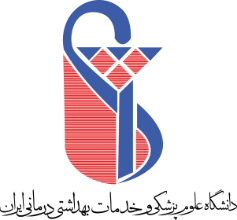 دانشگاه علوم پزشکی و خدمات بهداشتی درمانی ایران